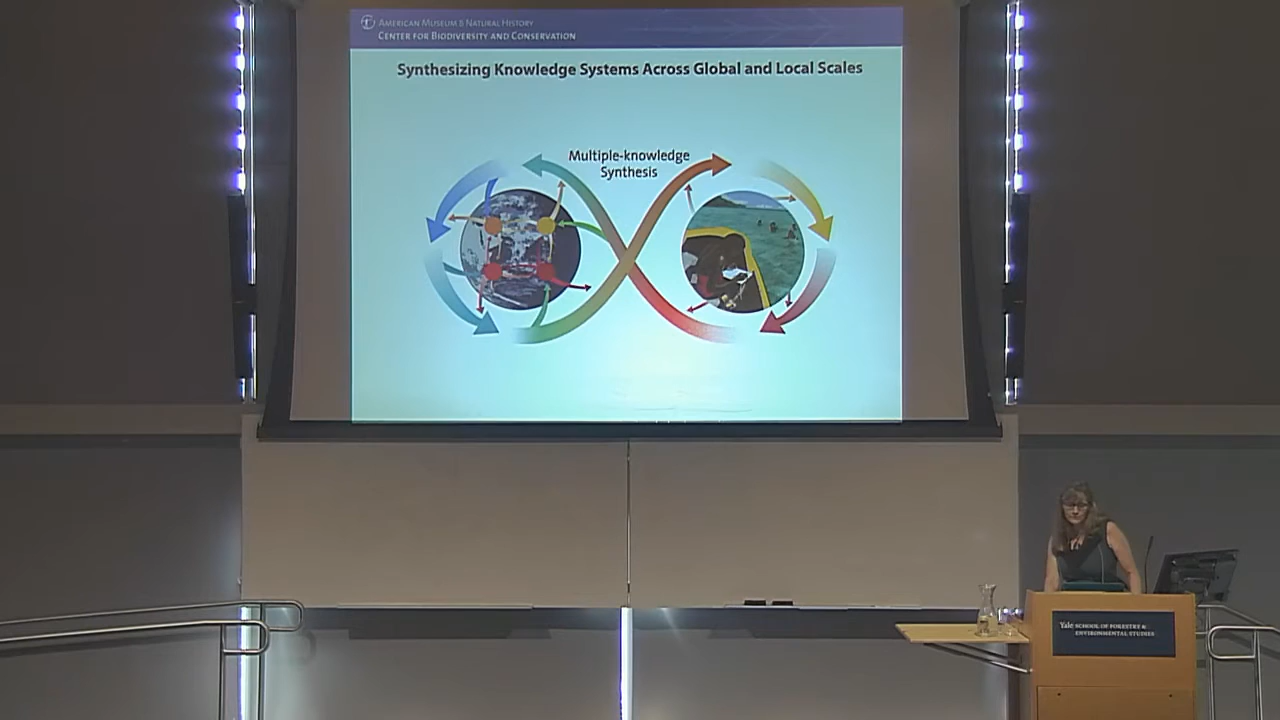 AMERICAN MUSEUM & NATURAL HISTORY
CENTER FOR BIODIVERSITY AND CONSERVATION
Synthesizing Knowledge Systems Across Global and Local Scales
Multiple-knowledge
Synthesis
Yale SCHOOL OF FORESTRY &
ENVIRONMENTAL STUDIES